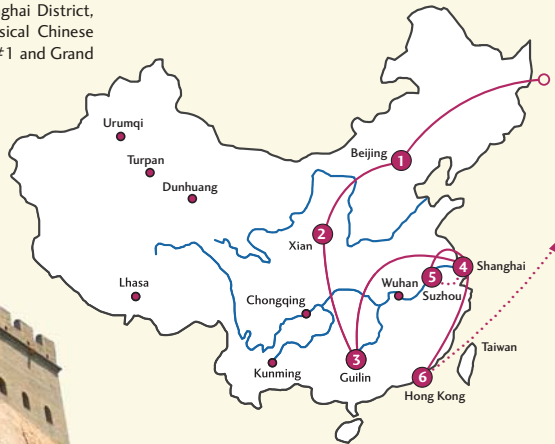 ghai District,
sical Chinese
#1 and Grand
Urumqi
Turpan
Dunhuang
Beijing
1
2
Xian
Lhasa
Chongqing
Wuhan
5
4
Shanghai
Suzhou
Taiwan
Kunming
3
Guilin
6
Hong Kong